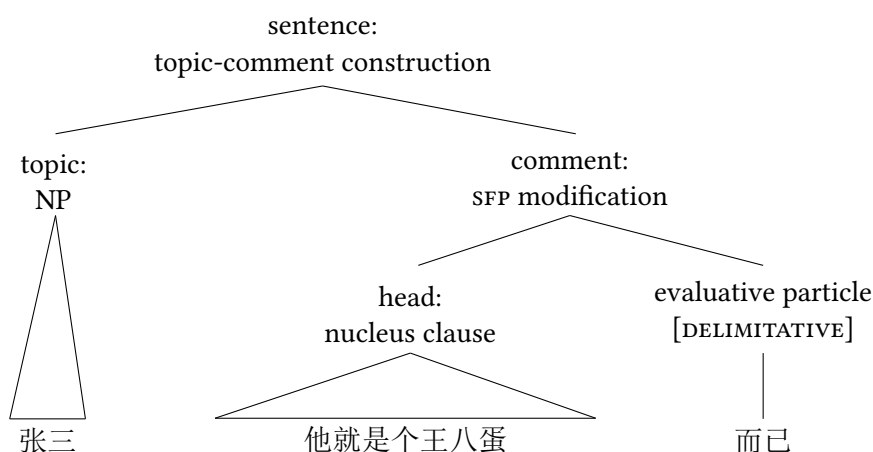 sentence:
topic-comment construction
topic:
NP
comment:
SFP modification
head:
nucleus clause
evaluative particle
[DELIMITATIVE]
张三
他就是个王八蛋
而已